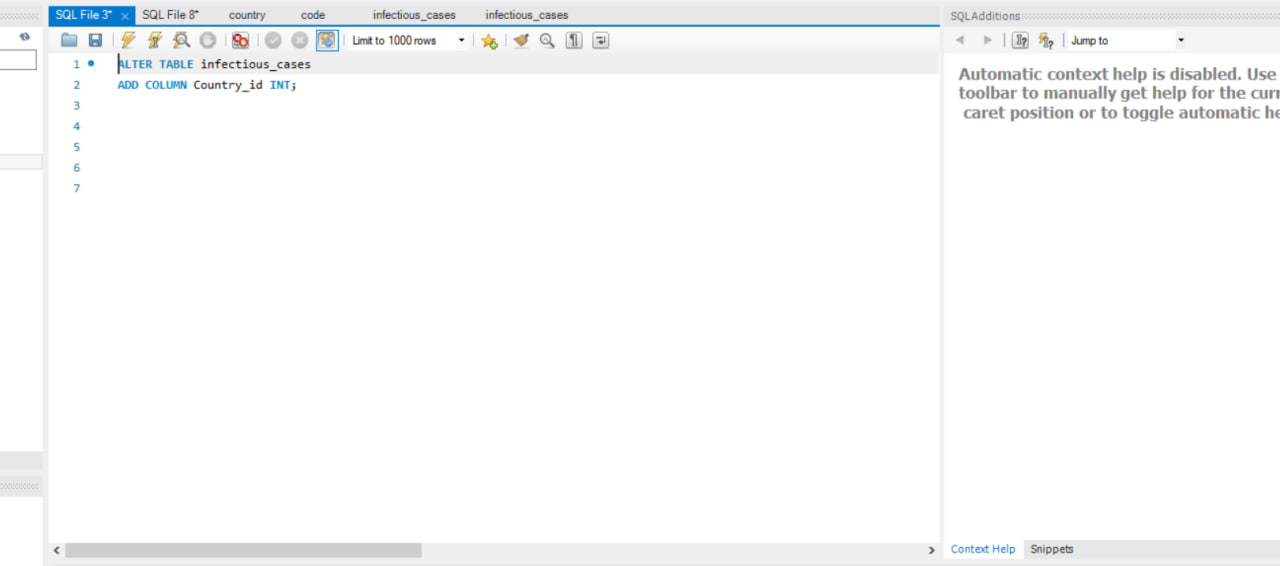 SQL File 3* × SQL File 8* country code infectious_cases infectious_cases
SQLAdditions
Limit to 1000 rows
Jump to
1 ALTER TABLE infectious_cases
2 ADD COLUMN Country_id INT;
3
4
5
6
7
Automatic context help is disabled. Use
toolbar to manually get help for the curr
caret position or to toggle automatic he
Context Help Snippets